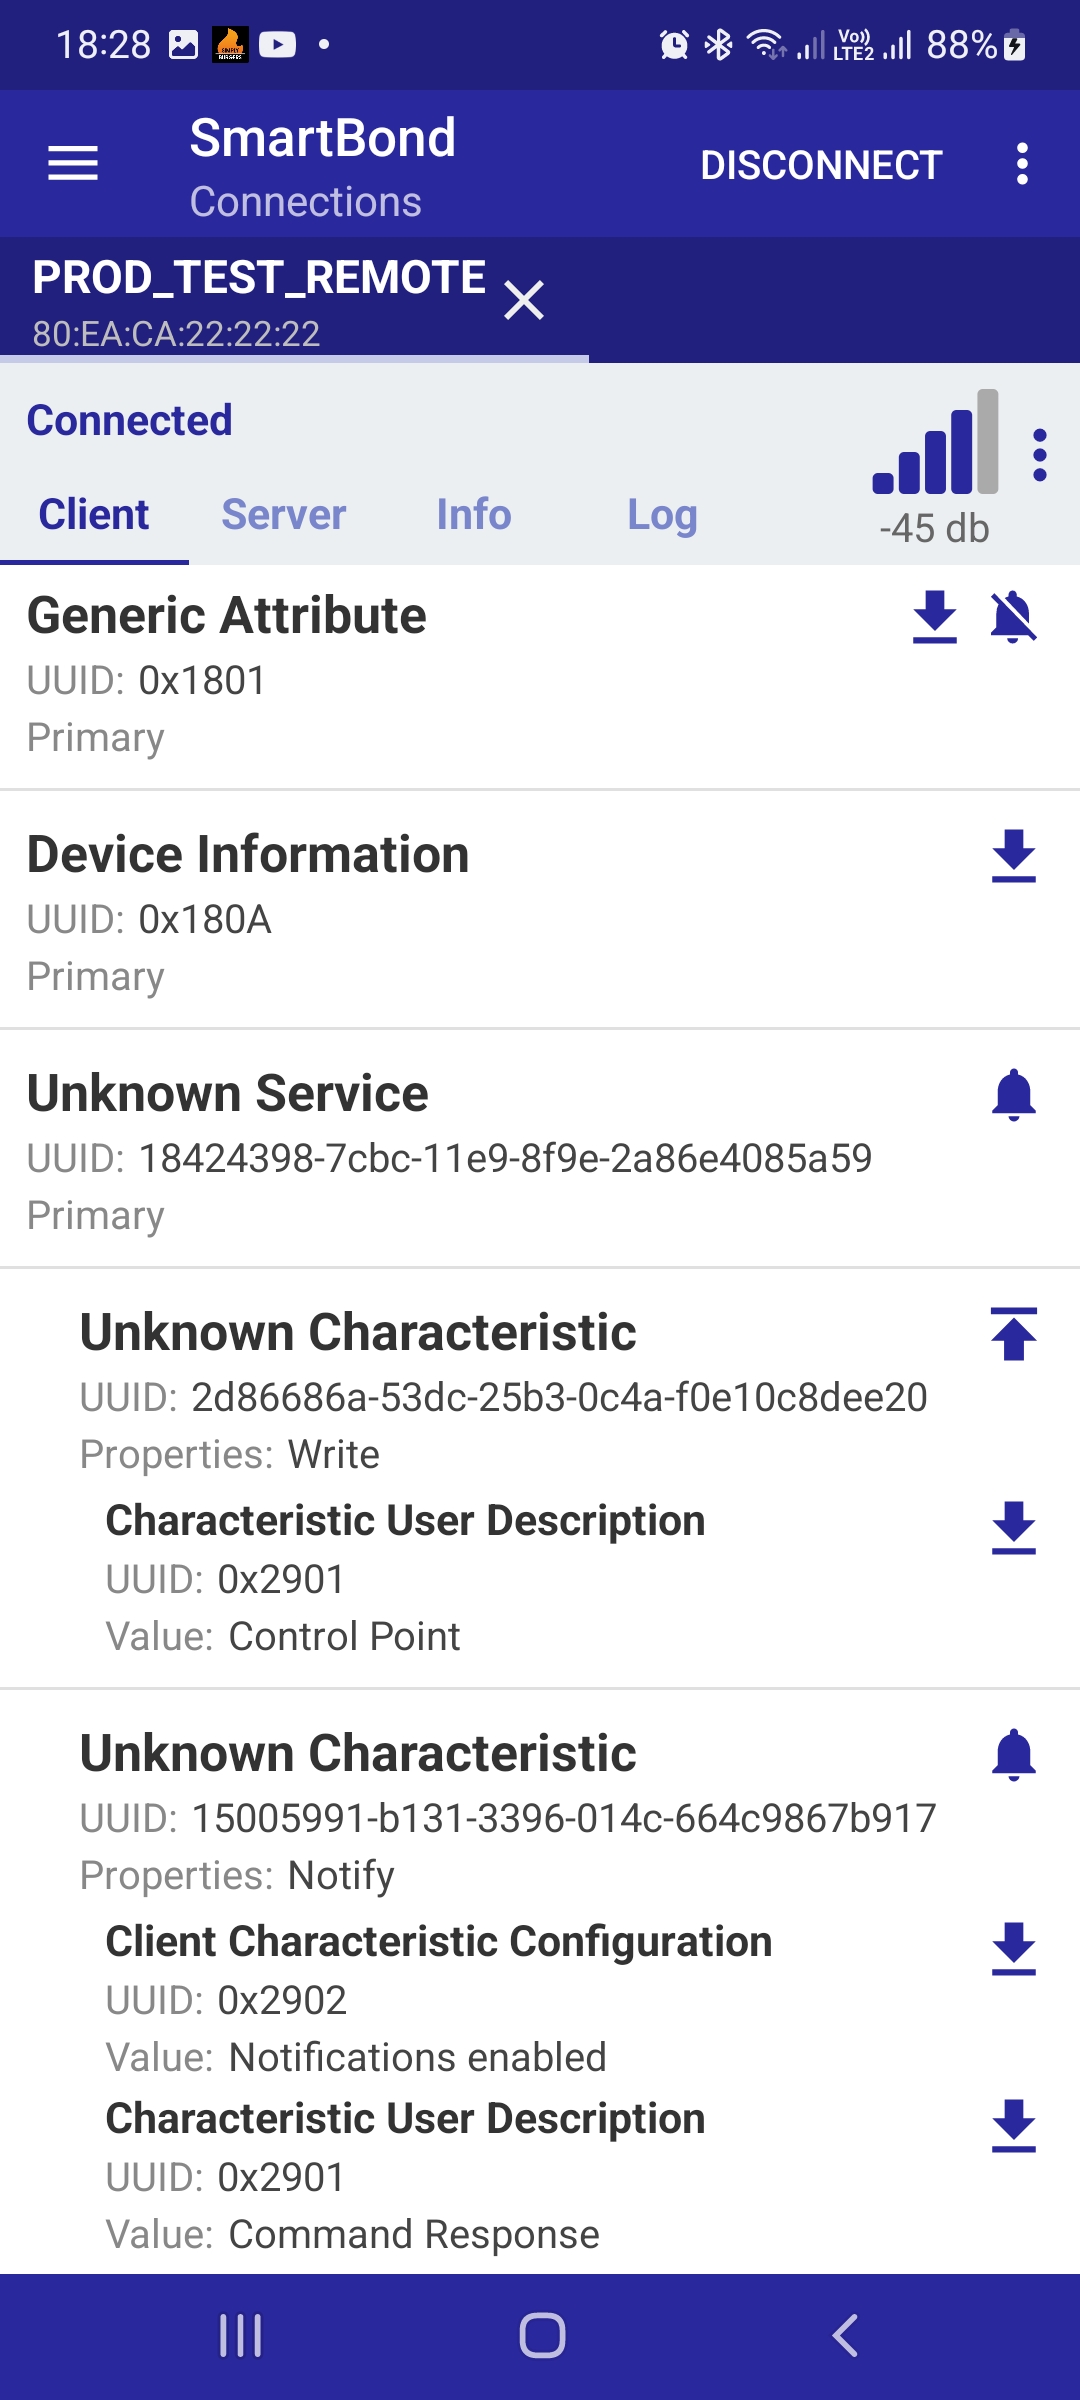 18:28
SIMPLY BURGERS
Vo))
LTE2
88%
SmartBond
Connections
DISCONNECT
PROD_TEST_REMOTE
80:EA:CA:22:22:22
Connected
Client Server Info Log
-45 db
Generic Attribute
UUID: 0x1801
Primary
Device Information
UUID: 0x180A
Primary
Unknown Service
UUID: 18424398-7cbc-11e9-8f9e-2a86e4085a59
Primary
Unknown Characteristic
UUID: 2d86686a-53dc-25b3-0c4a-f0e10c8dee20
Properties: Write
Characteristic User Description
UUID: 0x2901
Value: Control Point
Unknown Characteristic
UUID: 15005991-b131-3396-014c-664c9867b917
Properties: Notify
Client Characteristic Configuration
UUID: 0x2902
Value: Notifications enabled
Characteristic User Description
UUID: 0x2901
Value: Command Response